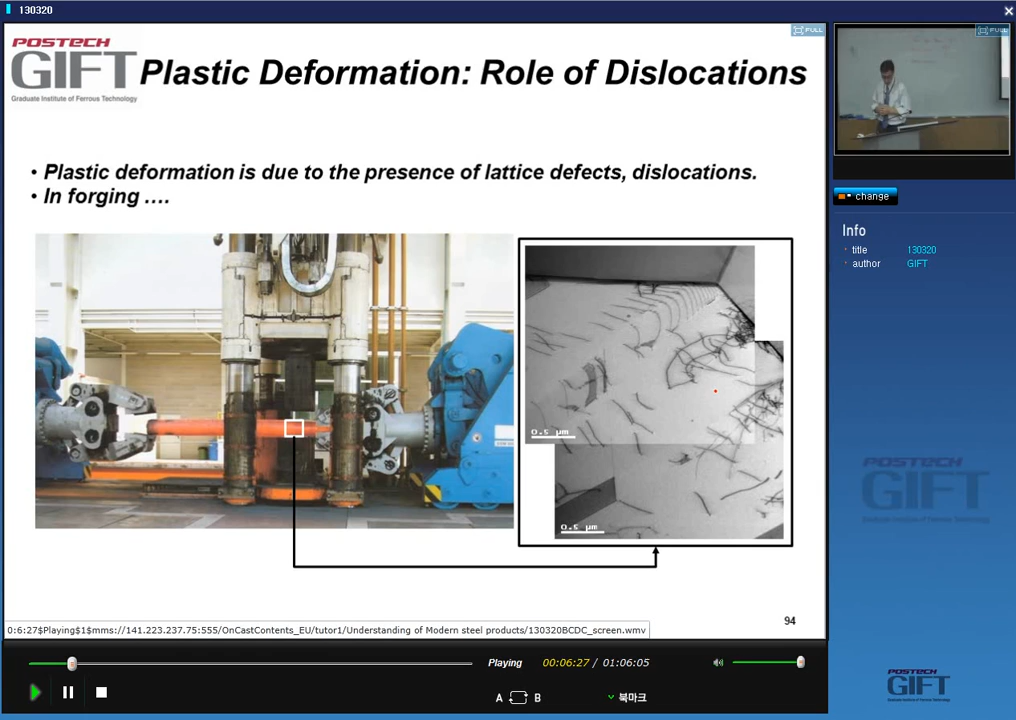 130320
FULL
POSTECH
GIFT
Graduate Institute of Ferrous Technology
Plastic Deformation: Role of Dislocations
• Plastic deformation is due to the presence of lattice defects, dislocations.
• In forging ....
0.5 μm
0.5 μm
94
0:6:27$Playing$1$mms://141.223.237.75:555/OnCastContents_EU/tutor1/Understanding of Modern steel products/130320BCDC_screen.wmv
Playing 00:06:27 / 01:06:05
A B 북마크
FULL
change
Info
title 130320
author GIFT
POSTECH
GIFT
Graduate Institute of Ferrous Technology
POSTECH
GIFT